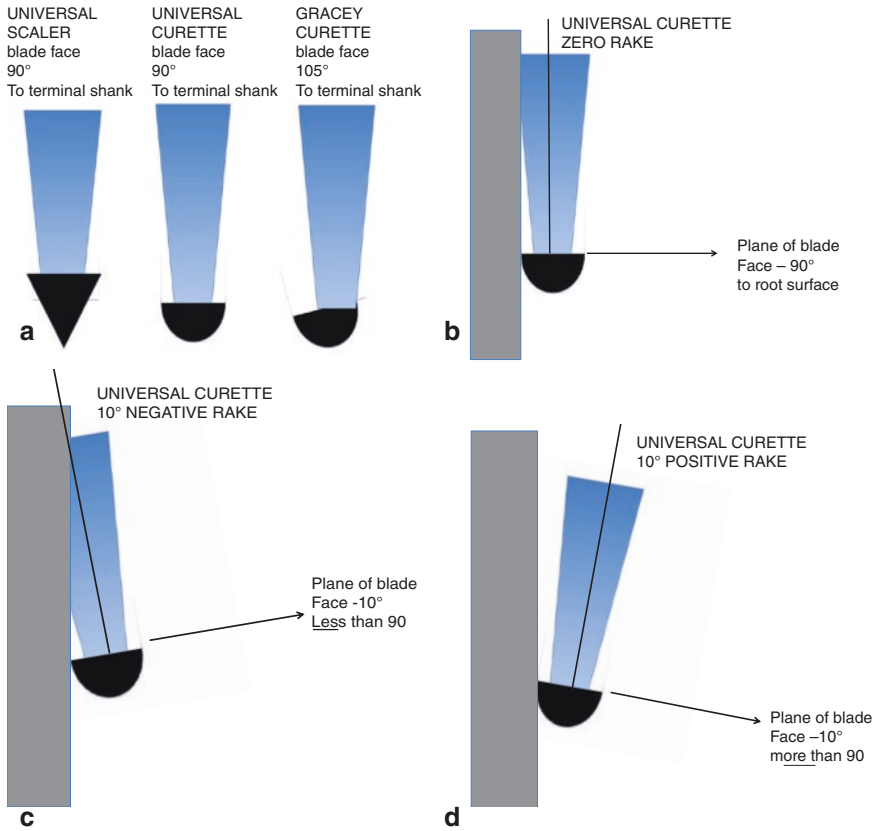 UNIVERSAL
SCALER
blade face
90°
To terminal shank
UNIVERSAL
CURETTE
blade face
90°
To terminal shank
GRACEY
CURETTE
blade face
105°
To terminal shank
a
UNIVERSAL CURETTE
ZERO RAKE
Plane of blade
Face – 90°
to root surface
b
UNIVERSAL CURETTE
10° NEGATIVE RAKE
Plane of blade
Face -10°
Less than 90
c
UNIVERSAL CURETTE
10° POSITIVE RAKE
Plane of blade
Face –10°
more than 90
d